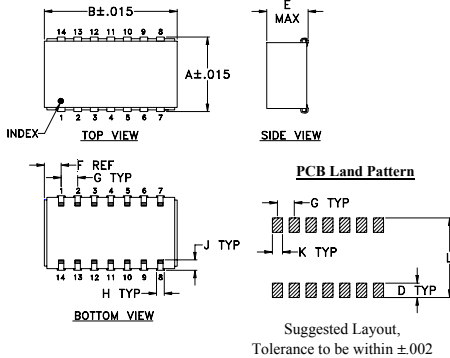 B±.015
E
MAX
14 13 12 11 10 9 8
A±.015
INDEX
1 2 3 4 5 6 7
TOP VIEW
SIDE VIEW
F REF
G TYP
1 2 3 4 5 6 7
J TYP
14 13 12 11 10 9 8
H TYP
BOTTOM VIEW
PCB Land Pattern
G TYP
K TYP
L
D TYP
Suggested Layout,
Tolerance to be within ±.002